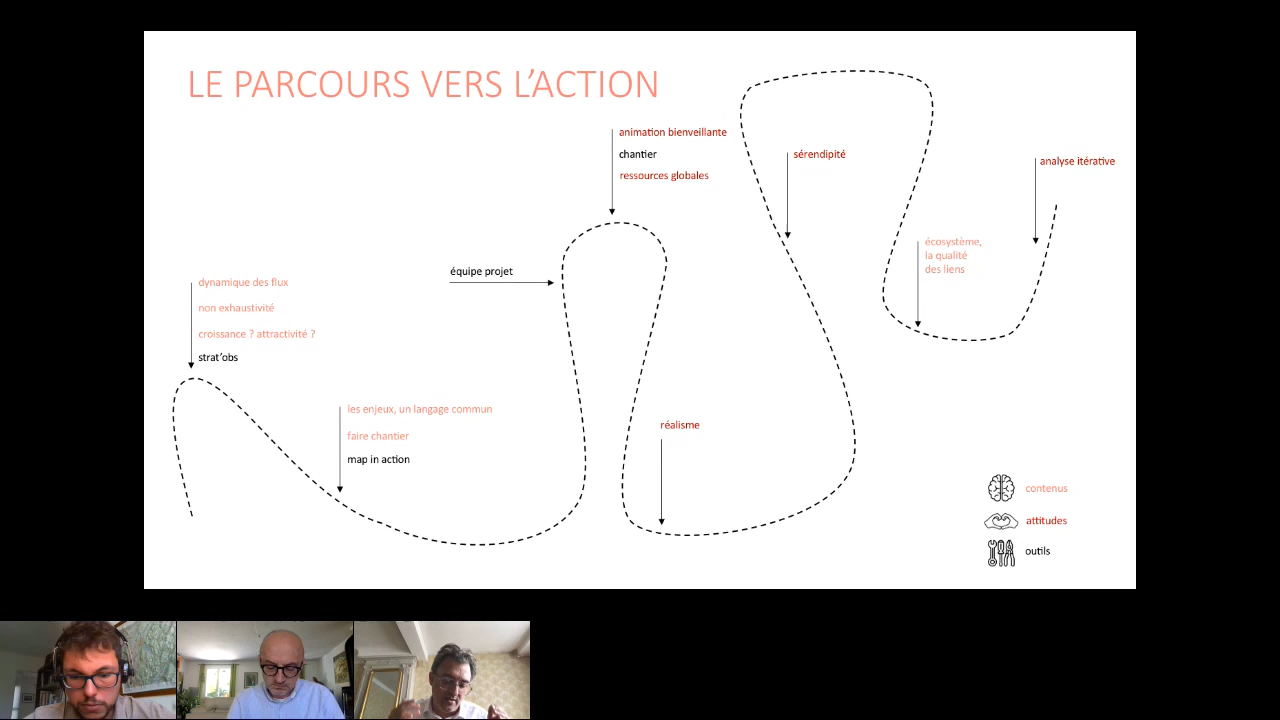 LE PARCOURS VERS L'ACTION
animation bienveillante
chantier
ressources globales
sérendipité
analyse itérative
écosystème,
la qualité
des liens
équipe projet
dynamique des flux
non exhaustivité
croissance ? attractivité ?
strat'obs
les enjeux, un langage commun
faire chantier
map in action
réalisme
contenus
attitudes
outils